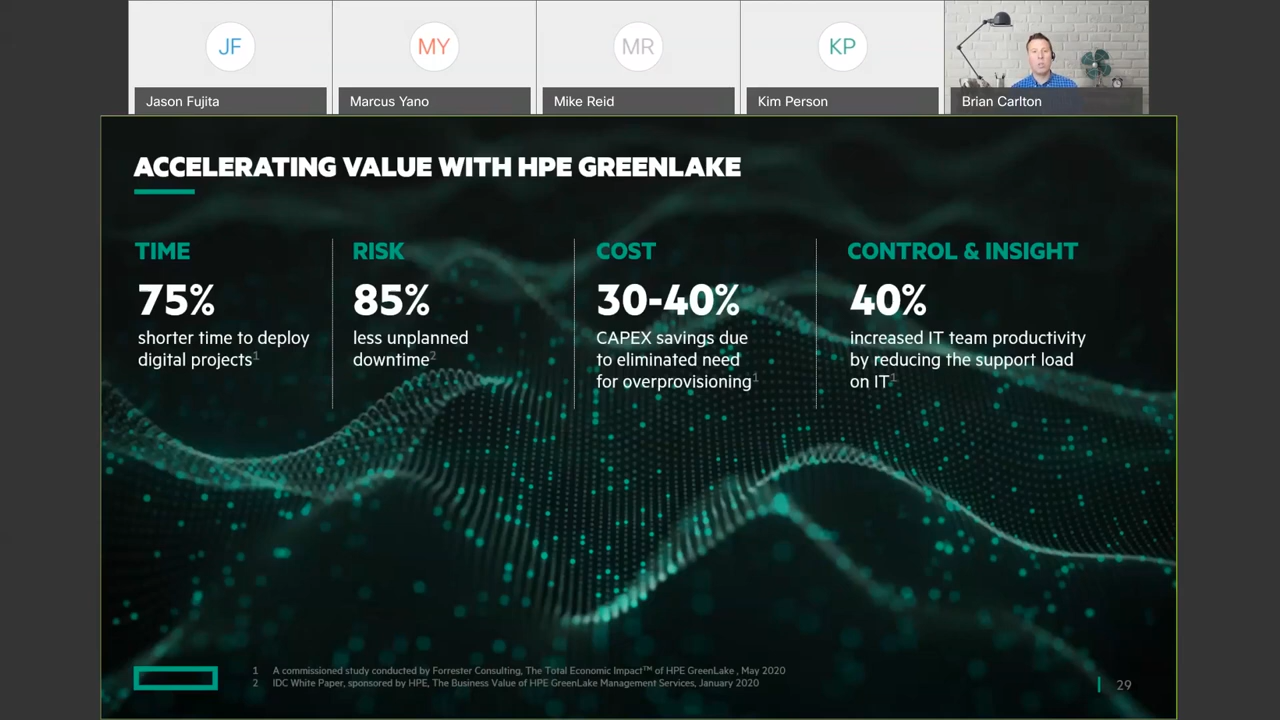 JF
MY
MR
KP
Jason Fujita
Marcus Yano
Mike Reid
Kim Person
Brian Carlton
ACCELERATING VALUE WITH HPE GREENLAKE
TIME
75%
shorter time to deploy
digital projects1
RISK
85%
less unplanned
downtime2
COST
30-40%
CAPEX savings due
to eliminated need
for overprovisioning1
CONTROL & INSIGHT
40%
increased IT team productivity
by reducing the support load
on IT1
1 A commissioned study conducted by Forrester Consulting, The Total Economic Impact™ of HPE GreenLake , May 2020
2 IDC White Paper, sponsored by HPE, The Business Value of HPE GreenLake Management Services, January 2020
29